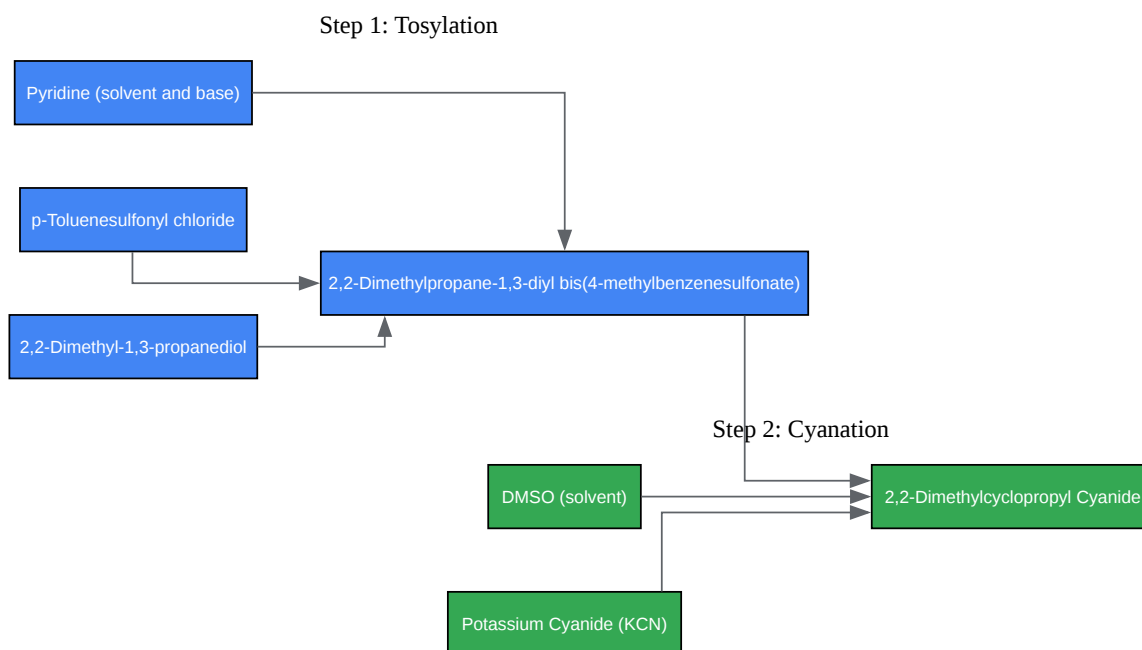 Step 1: Tosylation
Pyridine (solvent and base)
p-Toluenesulfonyl chloride
2,2-Dimethylpropane-1,3-diyl bis(4-methylbenzenesulfonate)
2,2-Dimethyl-1,3-propanediol
Step 2: Cyanation
DMSO (solvent)
2,2-Dimethylcyclopropyl Cyanide
Potassium Cyanide (KCN)